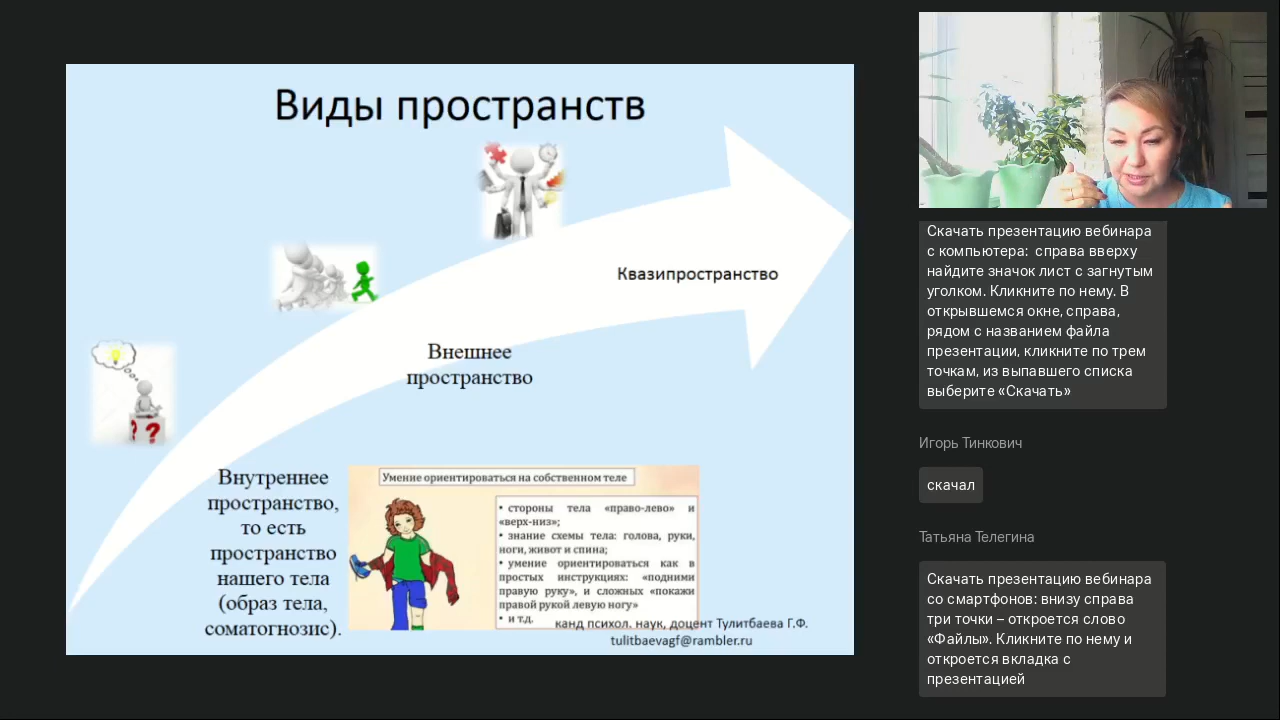 Виды пространств
Квазипространство
Внешнее
пространство
Внутреннее
пространство,
то есть
пространство
нашего тела
(образ тела,
соматогнозис).
Умение ориентироваться на собственном теле
• стороны тела «право-лево» и
«верх-низ»;
• знание схемы тела: голова, руки,
ноги, живот и спина;
• умение ориентироваться как в
простых инструкциях: «подними
правую руку», и сложных «покажи
правой рукой левую ногу»
• и т.д.
канд психол. наук, доцент Тулитбаева Г.Ф.
tulitbaevagf@rambler.ru
Скачать презентацию вебинара
с компьютера: справа вверху
найдите значок лист с загнутым
уголком. Кликните по нему. В
открывшемся окне, справа,
рядом с названием файла
презентации, кликните по трем
точкам, из выпавшего списка
выберите «Скачать»
Игорь Тинкович
скачал
Татьяна Телегина
Скачать презентацию вебинара
со смартфонов: внизу справа
три точки – откроется слово
«Файлы». Кликните по нему и
откроется вкладка с
презентацией